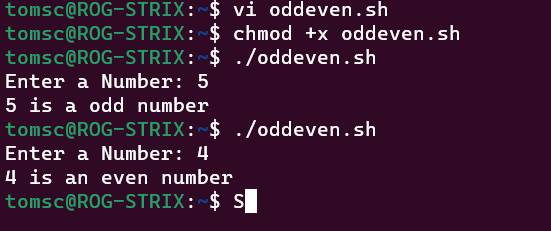 tomsc@ROG-STRIX:~$ vi oddeven.sh
tomsc@ROG-STRIX:~$ chmod +x oddeven.sh
tomsc@ROG-STRIX:~$ ./oddeven.sh
Enter a Number: 5
5 is a odd number
tomsc@ROG-STRIX:~$ ./oddeven.sh
Enter a Number: 4
4 is an even number
tomsc@ROG-STRIX:~$ S